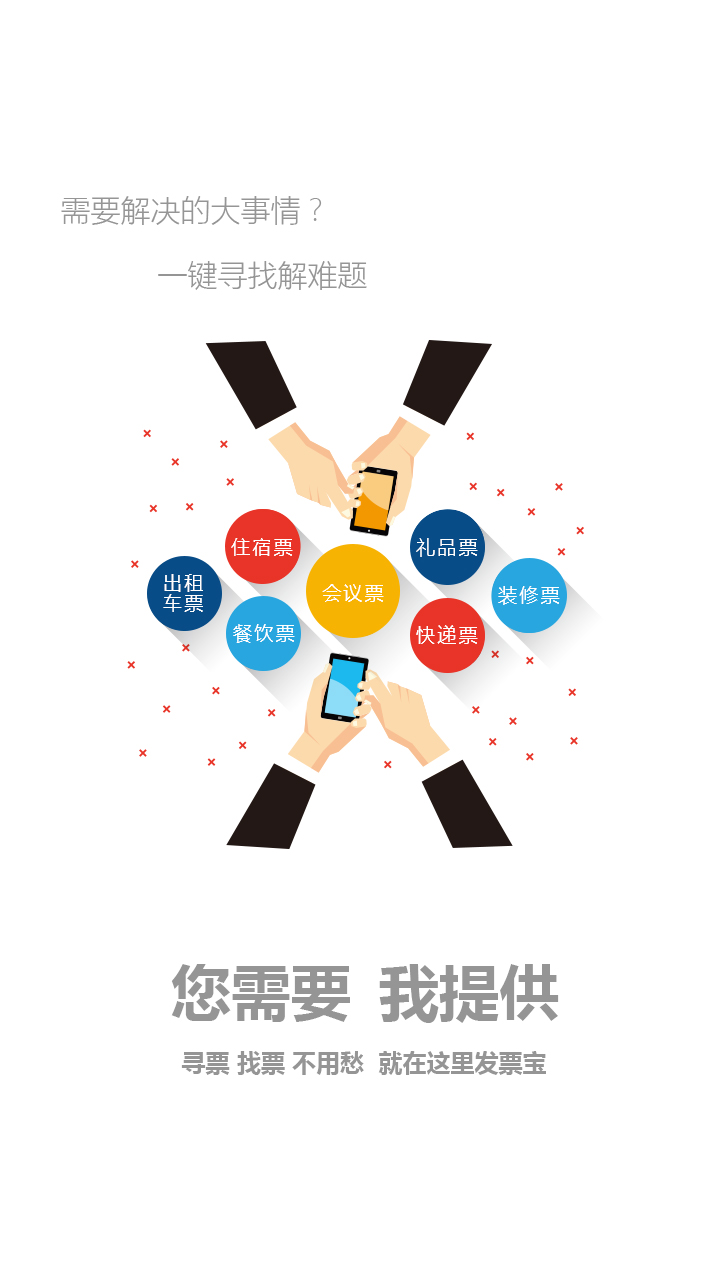 需要解决的大事情？
一键寻找解难题
住宿票
礼品票
出租
车票
会议票
装修票
餐饮票
快递票
您需要 我提供
寻票 找票 不用愁 就在这里发票宝